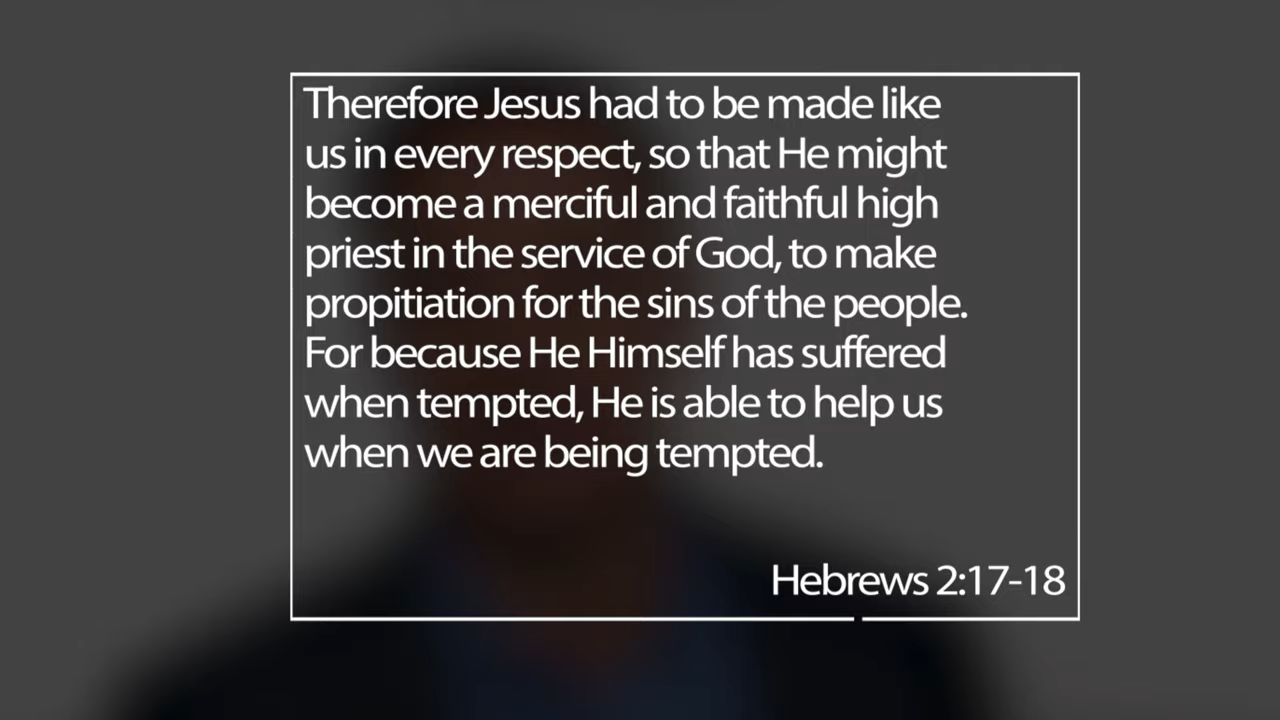 Therefore Jesus had to be made like
us in every respect, so that He might
become a merciful and faithful high
priest in the service of God, to make
propitiation for the sins of the people.
For because He Himself has suffered
when tempted, He is able to help us
when we are being tempted.
Hebrews 2:17-18